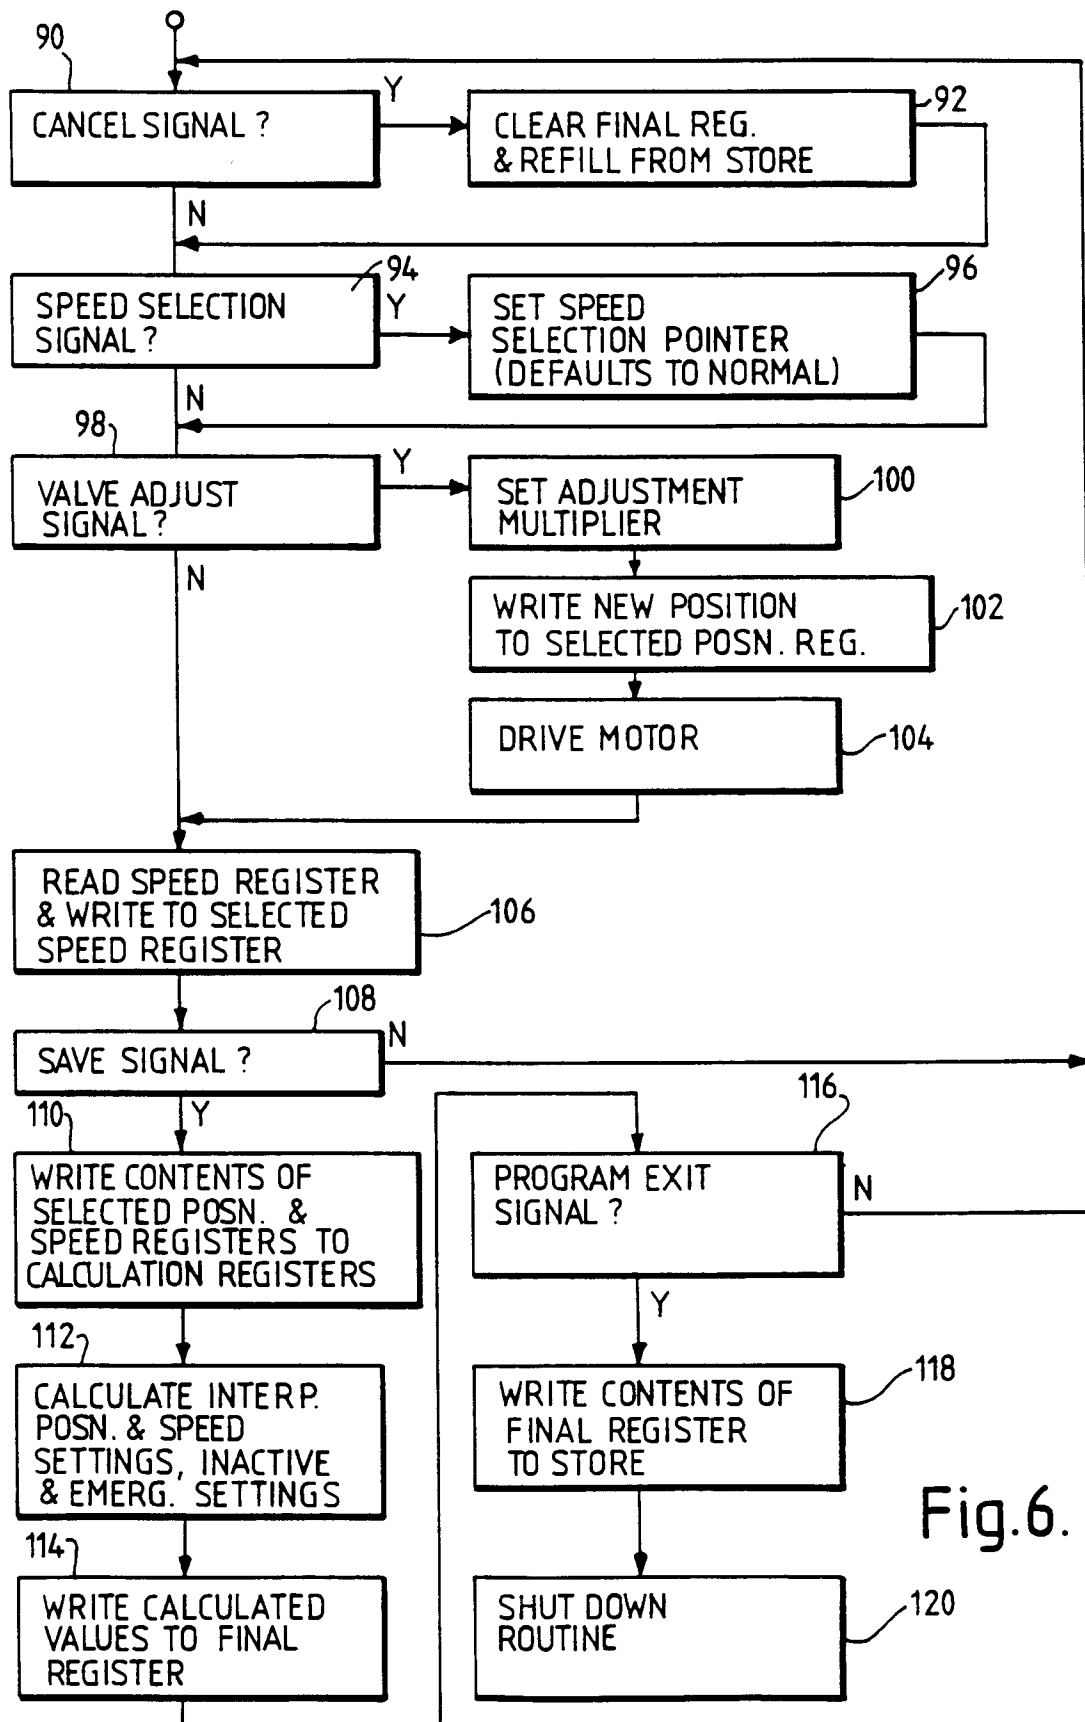 90
CANCEL SIGNAL ?
Y
CLEAR FINAL REG.
& REFILL FROM STORE
92
N
SPEED SELECTION
SIGNAL ?
94
Y
SET SPEED
SELECTION POINTER
(DEFAULTS TO NORMAL)
96
N
98
VALVE ADJUST
SIGNAL ?
Y
SET ADJUSTMENT
MULTIPLIER
100
N
WRITE NEW POSITION
TO SELECTED POSN. REG.
102
DRIVE MOTOR
104
READ SPEED REGISTER
& WRITE TO SELECTED
SPEED REGISTER
106
108
SAVE SIGNAL ?
N
Y
110
WRITE CONTENTS OF
SELECTED POSN. &
SPEED REGISTERS TO
CALCULATION REGISTERS
112
CALCULATE INTERP.
POSN. & SPEED
SETTINGS, INACTIVE
& EMERG. SETTINGS
114
WRITE CALCULATED
VALUES TO FINAL
REGISTER
116
PROGRAM EXIT
SIGNAL ?
N
Y
WRITE CONTENTS OF
FINAL REGISTER
TO STORE
118
SHUT DOWN
ROUTINE
120
Fig.6.